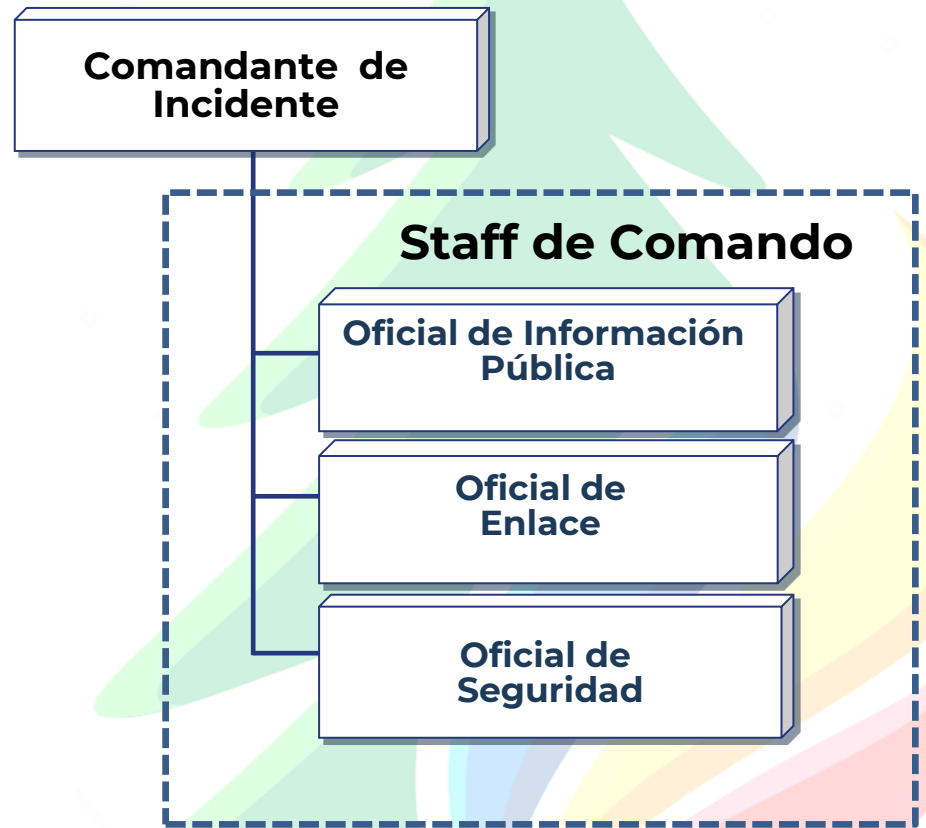 Comandante de
Incidente
Staff de Comando
Oficial de Información
Pública
Oficial de
Enlace
Oficial de
Seguridad